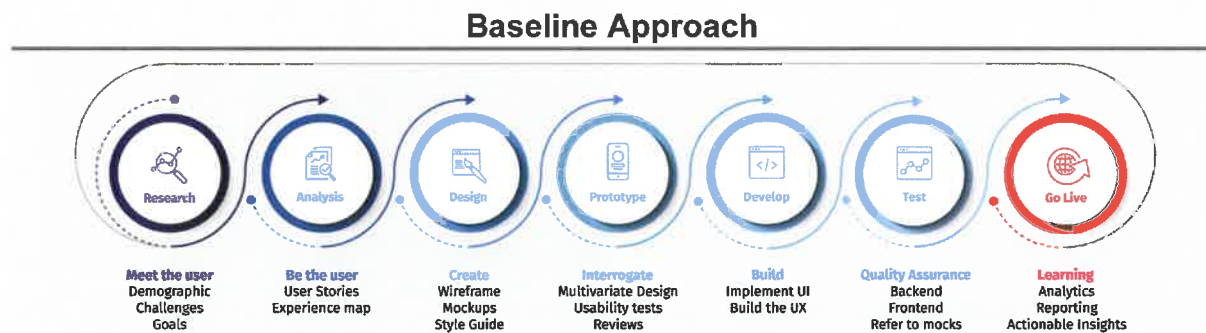 Baseline Approach
Research
Analysis
Design
Prototype
Develop
Test
Go Live
Meet the user
Demographic
Challenges
Goals
Be the user
User Stories
Experience map
Create
Wireframe
Mockups
Style Guide
Interrogate
Multivariate Design
Usability tests
Reviews
Build
Implement UI
Build the UX
Quality Assurance
Backend
Frontend
Refer to mocks
Learning
Analytics
Reporting
Actionable Insights